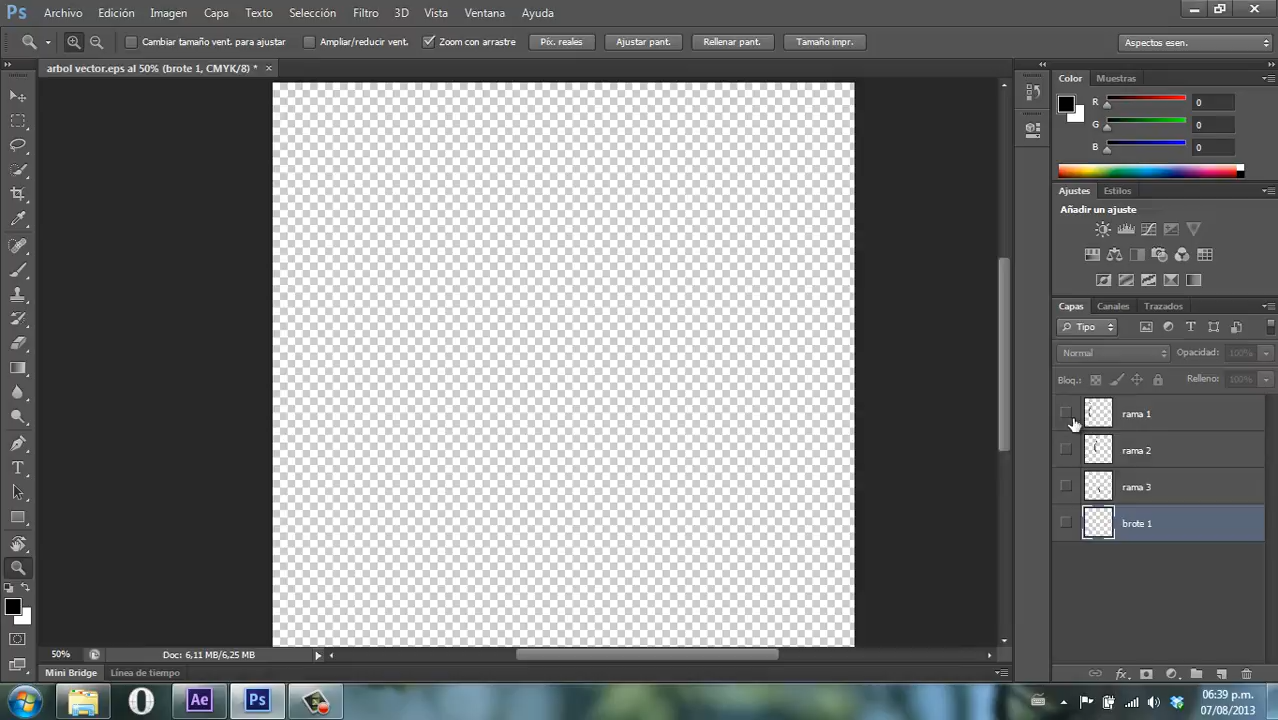 Ps Archivo Edición Imagen Capa Texto Selección Filtro 3D Vista Ventana Ayuda
Cambiar tamaño vent. para ajustar Ampliar/reducir vent. Zoom con arrastre Píx. reales Ajustar pant. Rellenar pant. Tamaño impr. Aspectos esen.
arbol vector.eps al 50% (brote 1, CMYK/8) *
Color Muestras
R 0
G 0
B 0
Ajustes Estilos
Añadir un ajuste
Capas Canales Trazados
Tipo
Normal Opacidad: 100%
Bloq.: Relleno: 100%
rama 1
rama 2
rama 3
brote 1
50% Doc: 6,11 MB/6,25 MB
Mini Bridge Línea de tiempo
Ae Ps
06:39 p.m.
07/08/2013